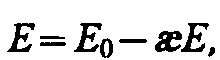 E = E₀ − æE,